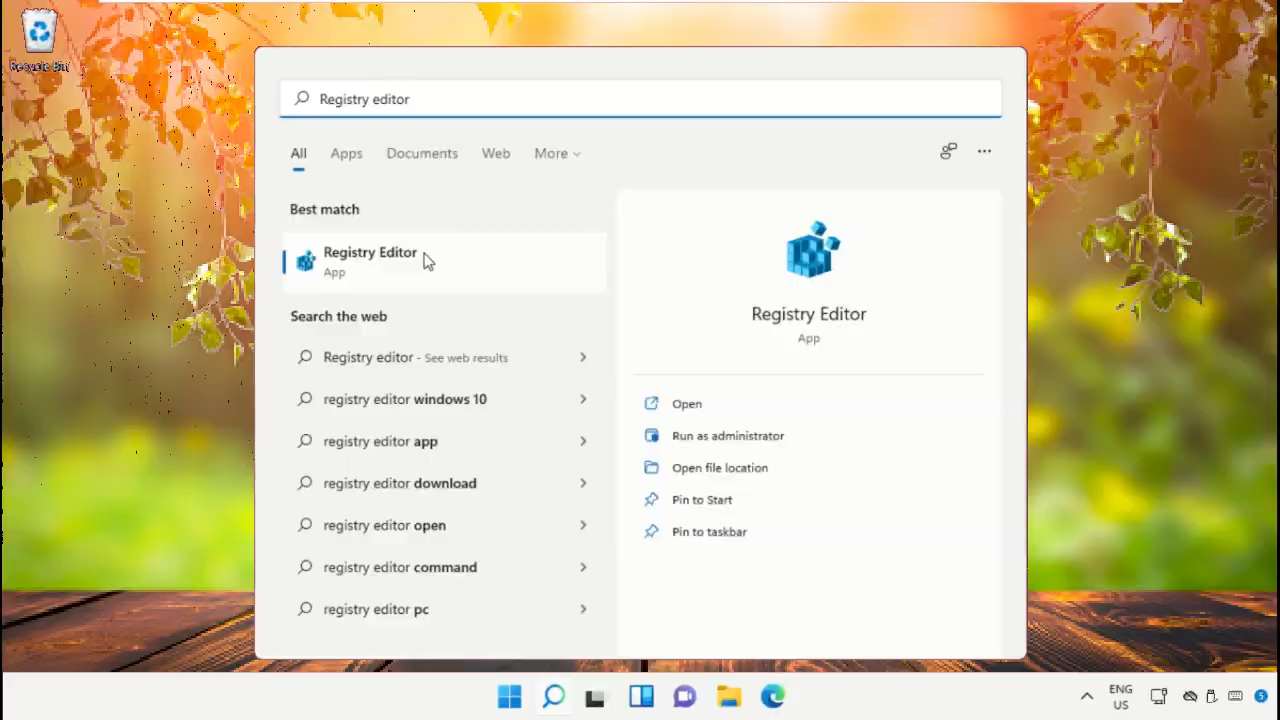 Recycle Bin
Registry editor
All Apps Documents Web More
Best match
Registry Editor
App
Search the web
Registry editor - See web results
registry editor windows 10
registry editor app
registry editor download
registry editor open
registry editor command
registry editor pc
Registry Editor
App
Open
Run as administrator
Open file location
Pin to Start
Pin to taskbar
ENG
US
5